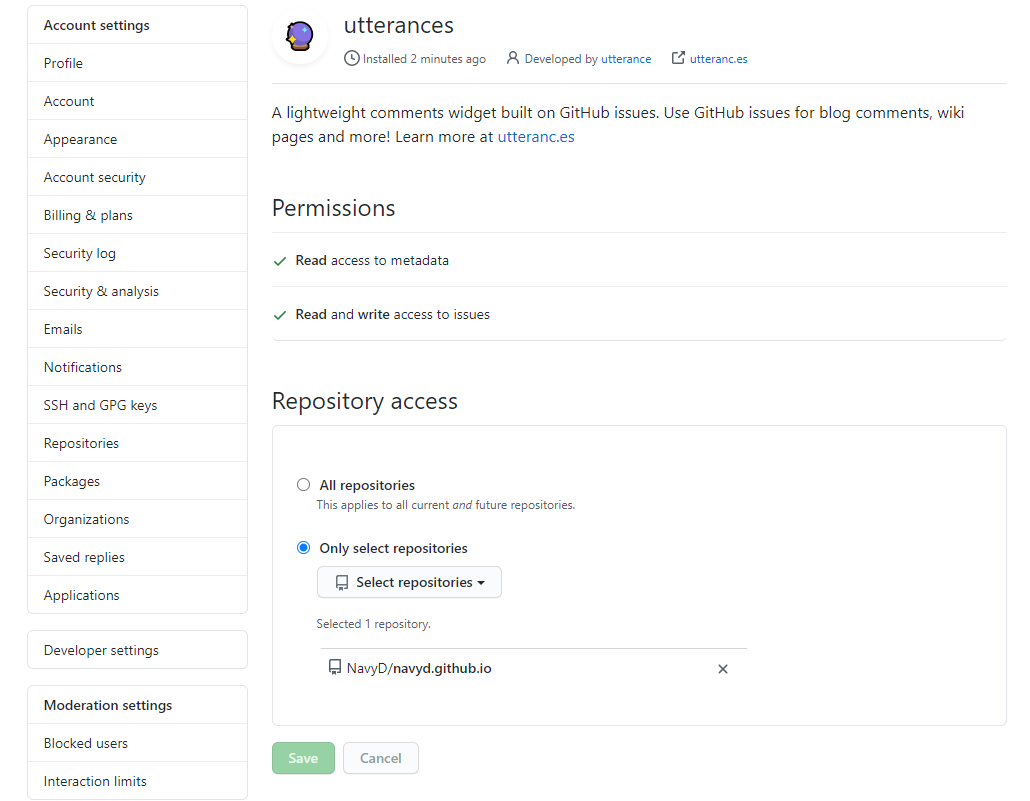 Account settings
Profile
Account
Appearance
Account security
Billing & plans
Security log
Security & analysis
Emails
Notifications
SSH and GPG keys
Repositories
Packages
Organizations
Saved replies
Applications
Developer settings
Moderation settings
Blocked users
Interaction limits
utterances
Installed 2 minutes ago Developed by utterance utteranc.es
A lightweight comments widget built on GitHub issues. Use GitHub issues for blog comments, wiki
pages and more! Learn more at utteranc.es
Permissions
Read access to metadata
Read and write access to issues
Repository access
All repositories
This applies to all current and future repositories.
Only select repositories
Select repositories
Selected 1 repository.
NavyD/navyd.github.io
Save Cancel